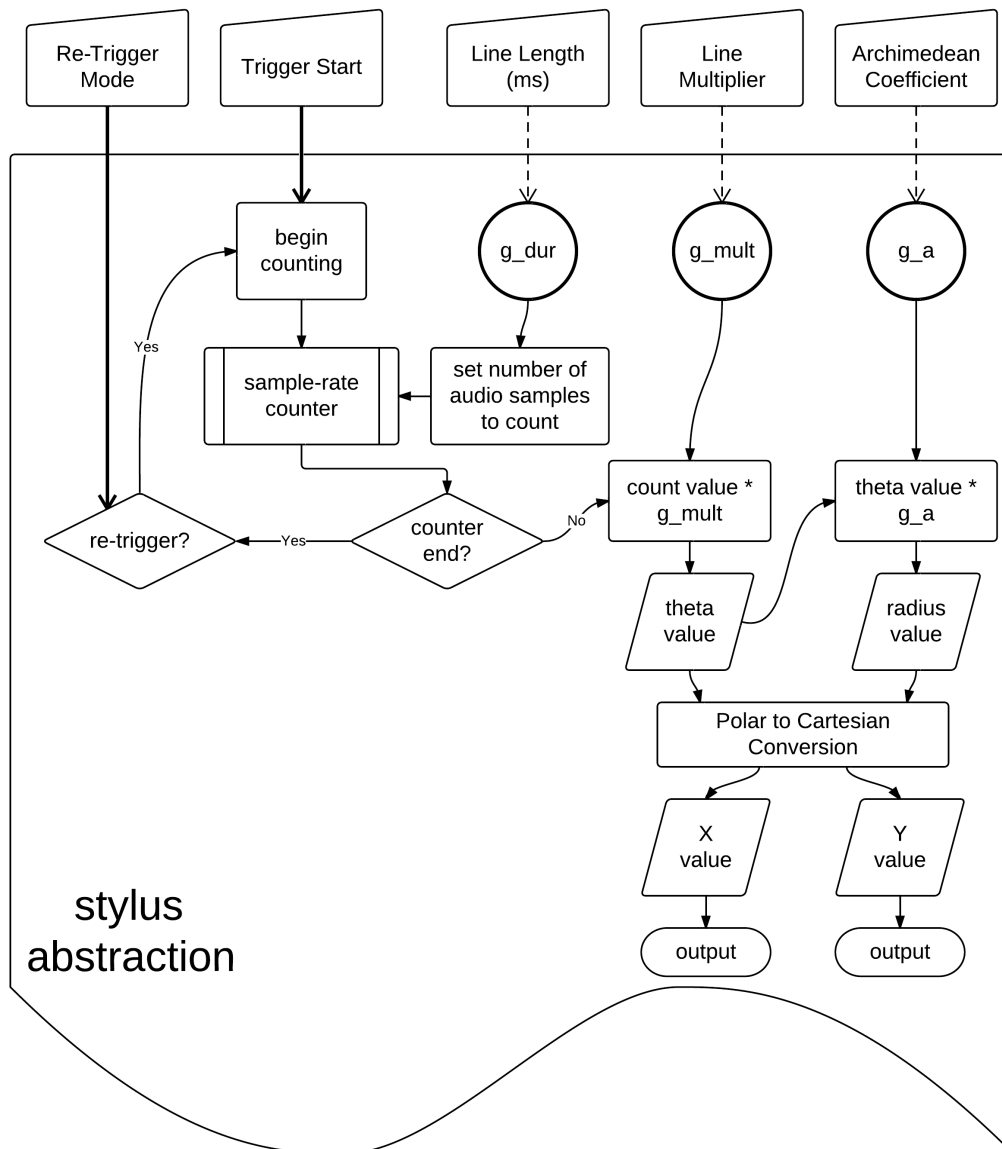 Re-Trigger
Mode
Trigger Start
Line Length
(ms)
Line
Multiplier
Archimedean
Coefficient
begin
counting
g_dur
g_mult
g_a
Yes
sample-rate
counter
set number of
audio samples
to count
count value *
g_mult
theta value *
g_a
re-trigger?
Yes
counter
end?
No
theta
value
radius
value
Polar to Cartesian
Conversion
X
value
Y
value
output
output
stylus
abstraction